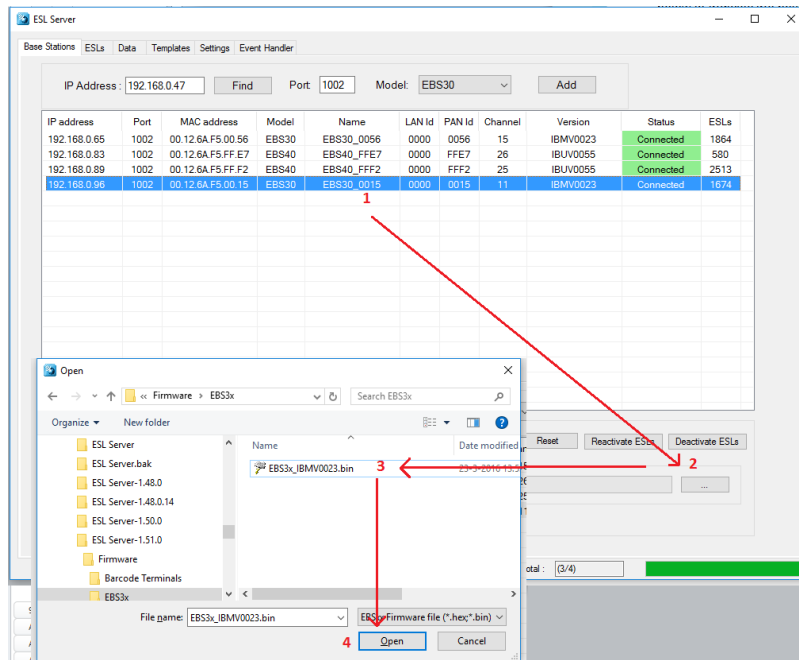 ESL Server
Base Stations ESLs Data Templates Settings Event Handler
IP Address : 192.168.0.47 Find Port 1002 Model: EBS30 Add
IP address Port MAC address Model Name LAN Id PAN Id Channel Version Status ESLs
192.168.0.65 1002 00.12.6A.F5.00.56 EBS30 EBS30_0056 0000 0056 15 IBMV0023 Connected 1864
192.168.0.83 1002 00.12.6A.F5.FF.E7 EBS40 EBS40_FFE7 0000 FFE7 26 IBUV0055 Connected 580
192.168.0.89 1002 00.12.6A.F5.FF.F2 EBS40 EBS40_FFF2 0000 FFF2 25 IBUV0055 Connected 2513
192.168.0.96 1002 00.12.6A.F5.00.15 EBS30 EBS30_0015 0000 0015 11 IBMV0023 Connected 1674
1
Open
« Firmware > EBS3x Search EBS3x
Organize New folder
Reset Reactivate ESLs Deactivate ESLs
ESL Server Name Date modified
ESL Server.bak EBS3x_IBMV0023.bin 3 2 ...
ESL Server-1.48.0
ESL Server-1.48.0.14
ESL Server-1.50.0
ESL Server-1.51.0
Firmware
otal : (3/4)
Barcode Terminals
EBS3x
File name: EBS3x_IBMV0023.bin Firmware file (*.hex;*.bin)
4 Open Cancel